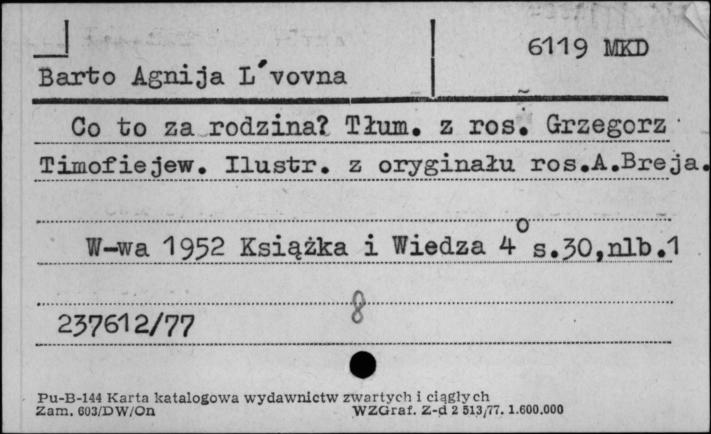 6119 MKD
Barto Agnija L'vovna
Co to za rodzina? Tłum. z ros. Grzegorz
Timofiejew. Ilustr. z oryginału ros.A.Breja.
W-wa 1952 Książka i Wiedza 4° s.30,nlb.1
8
237612/77
Pu-B-144 Karta katalogowa wydawnictw zwartych i ciągłych
Zam. 603/DW/On WZGraf. Z-d 2 513/77. 1.600.000